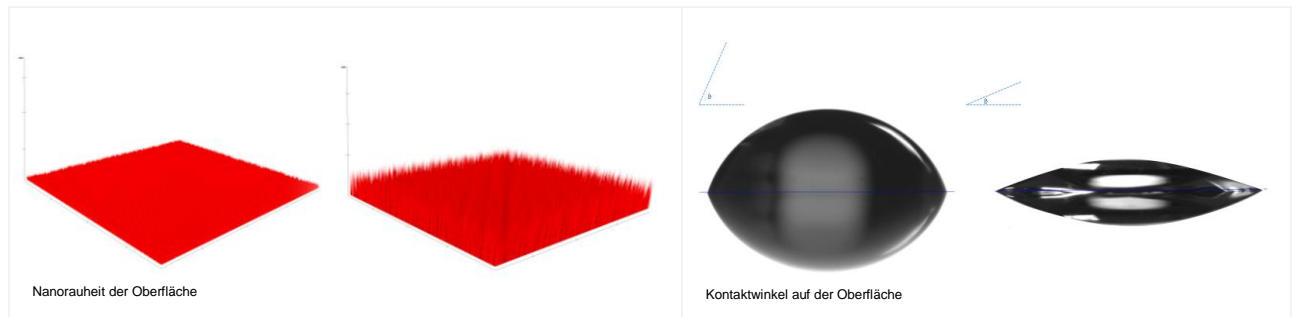 θ
θ
Nanorauheit der Oberfläche
Kontaktwinkel auf der Oberfläche